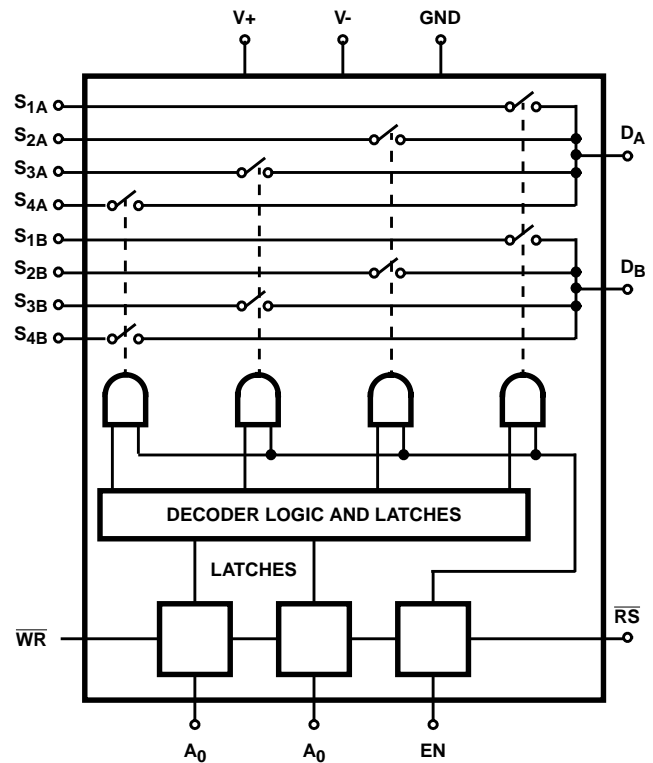 V+ V- GND
S1A
S2A
DA
S3A
S4A
S1B
S2B
DB
S3B
S4B
DECODER LOGIC AND LATCHES
LATCHES
WR
RS
A0 A0 EN